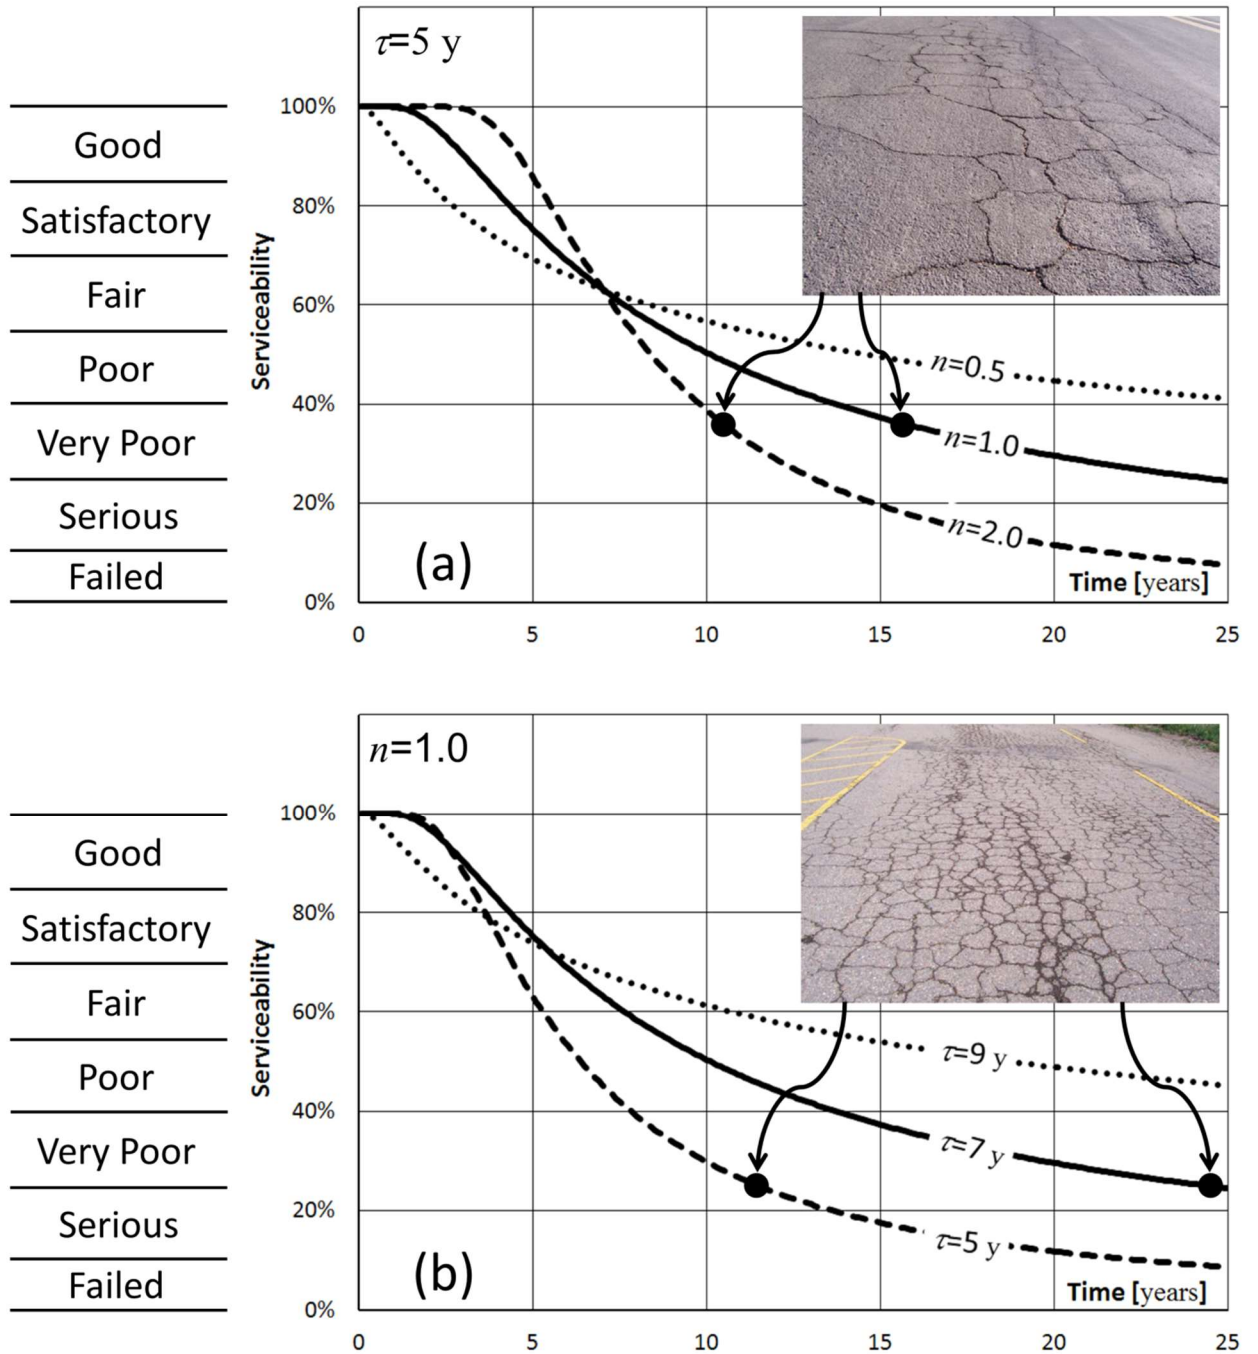 τ=5 y
100%
Good
80%
Satisfactory
Serviceability
Fair
60%
Poor
n=0.5
40%
Very Poor
n=1.0
20%
Serious
n=2.0
(a)
Failed
Time [years]
0%
0 5 10 15 20 25
n=1.0
100%
Good
80%
Satisfactory
Serviceability
Fair
60%
τ=9 y
Poor
40%
Very Poor
τ=7 y
20%
Serious
τ=5 y
(b)
Failed
Time [years]
0%
0 5 10 15 20 25